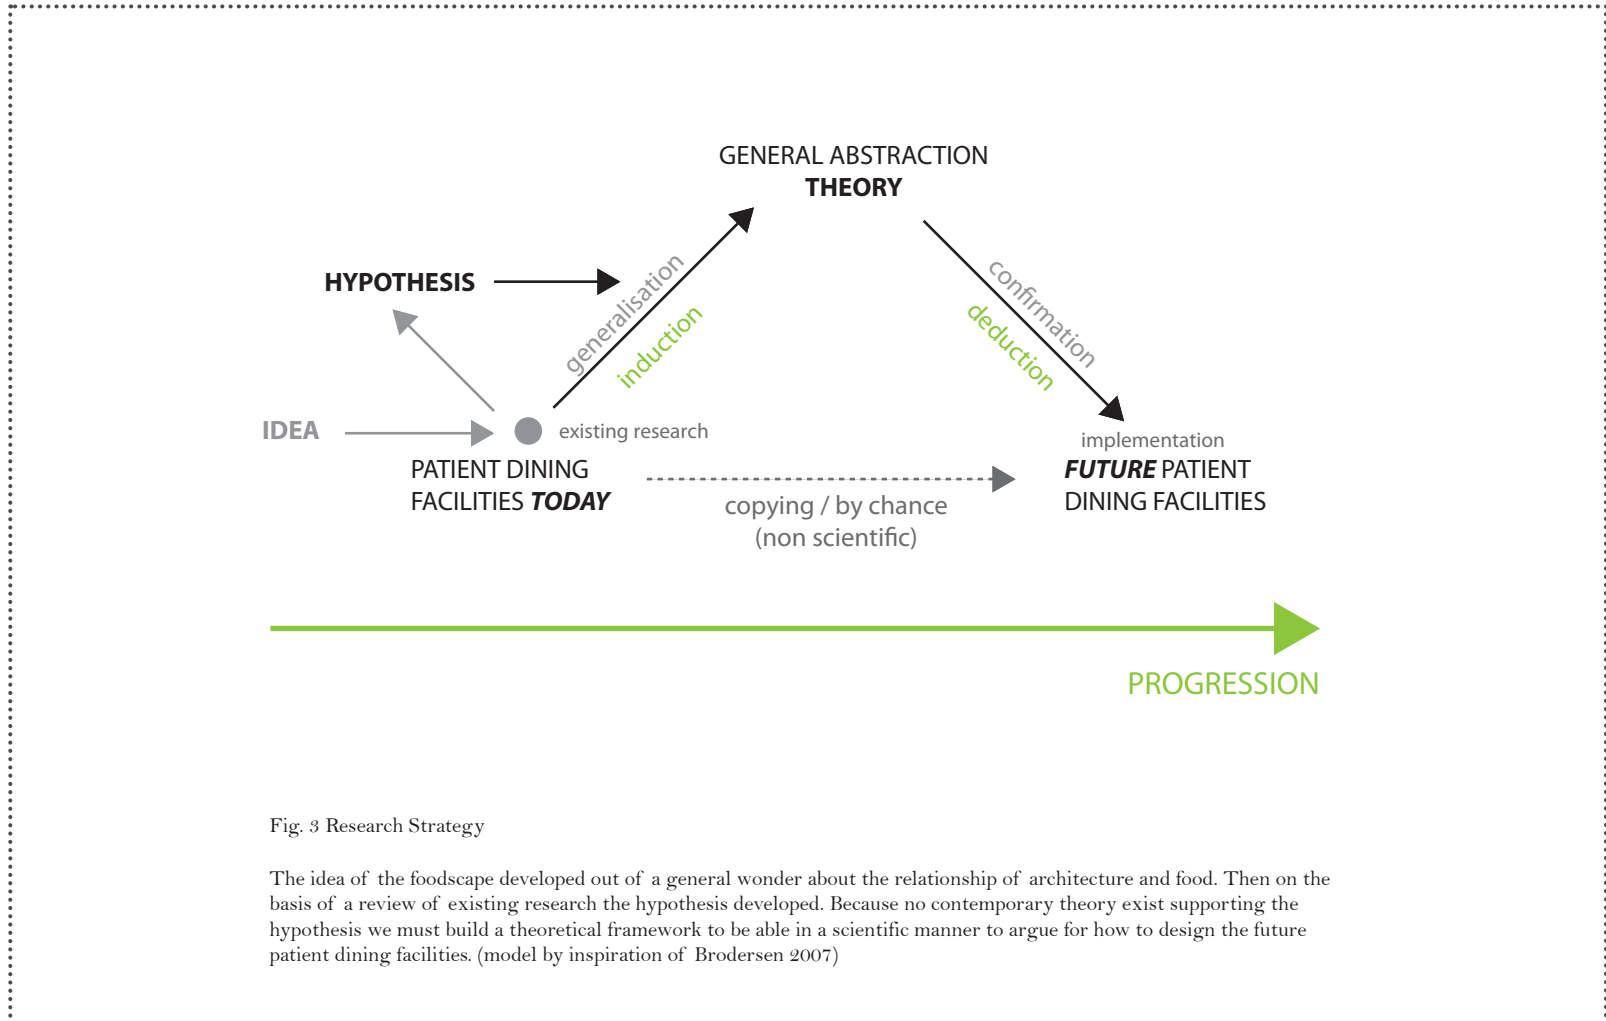 GENERAL ABSTRACTION
THEORY
HYPOTHESIS
generalisation
induction
confirmation
deduction
IDEA
existing research
PATIENT DINING
FACILITIES TODAY
copying / by chance
(non scientific)
implementation
FUTURE PATIENT
DINING FACILITIES
PROGRESSION
Fig. 3 Research Strategy
The idea of the foodscape developed out of a general wonder about the relationship of architecture and food. Then on the
basis of a review of existing research the hypothesis developed. Because no contemporary theory exist supporting the
hypothesis we must build a theoretical framework to be able in a scientific manner to argue for how to design the future
patient dining facilities. (model by inspiration of Brodersen 2007)